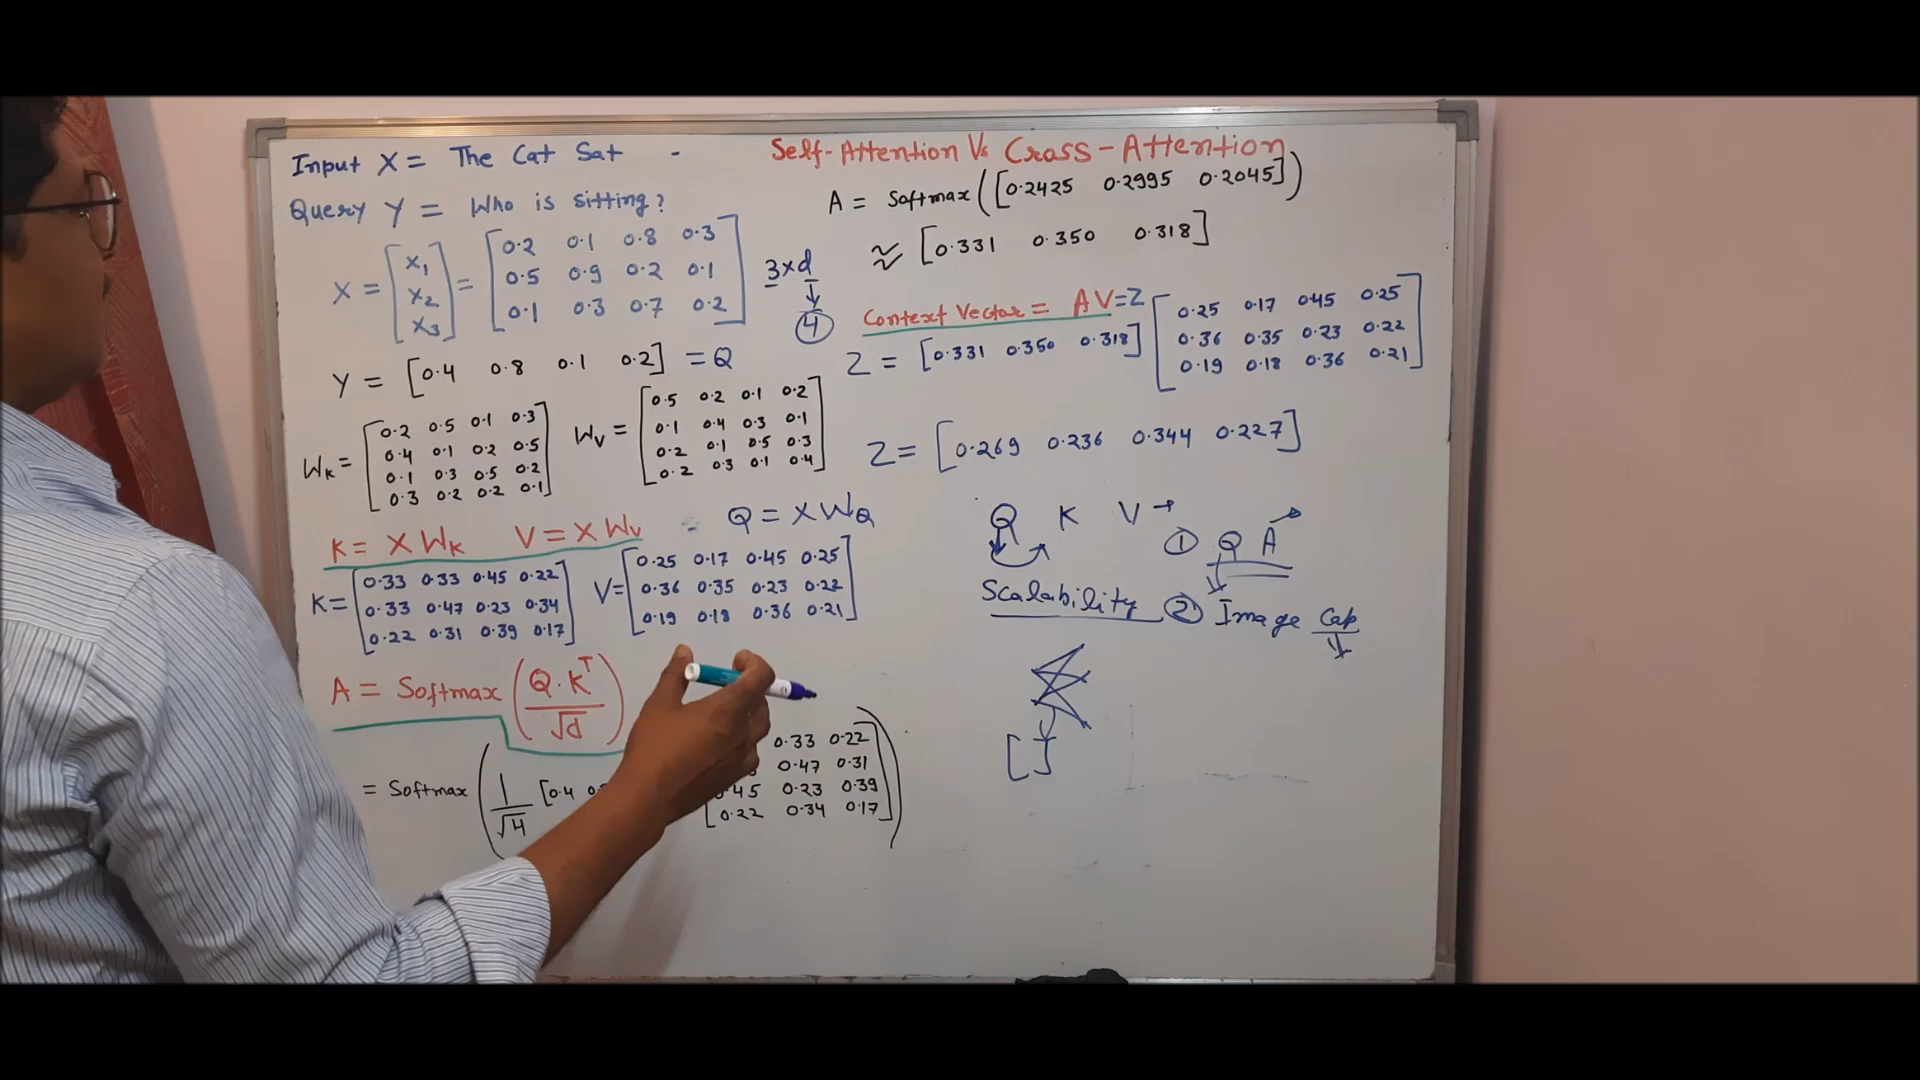 Input X = The Cat Sat -
Query Y = Who is sitting?
X = [x1 x2 x3] = [0.2 0.1 0.8 0.3
0.5 0.9 0.2 0.1
0.1 0.3 0.7 0.2] 3×d
4
Y = [0.4 0.8 0.1 0.2] = Q
WK = [0.2 0.5 0.1 0.3
0.4 0.1 0.2 0.5
0.1 0.3 0.5 0.2
0.3 0.2 0.2 0.1]
WV = [0.5 0.2 0.1 0.2
0.1 0.4 0.3 0.1
0.2 0.1 0.5 0.3
0.2 0.3 0.1 0.4]
K = X WK V = X WV Q = X WQ
K = [0.33 0.33 0.45 0.22
0.33 0.47 0.23 0.34
0.22 0.31 0.39 0.17]
V = [0.25 0.17 0.45 0.25
0.36 0.35 0.23 0.22
0.19 0.18 0.36 0.21]
A = Softmax (Q·K^T / √d)
= Softmax (1/√4 [0.4
0.33 0.22
0.47 0.31
0.45 0.23 0.39
0.22 0.34 0.17])
Self-Attention Vs Cross-Attention
A = Softmax ([0.2425 0.2995 0.2045])
≈ [0.331 0.350 0.318]
Context Vector = AV = Z
Z = [0.331 0.350 0.318] [0.25 0.17 0.45 0.25
0.36 0.35 0.23 0.22
0.19 0.18 0.36 0.21]
Z = [0.269 0.236 0.344 0.227]
Q K V →
① Q A
Scalability ② Image Cap
[ ]